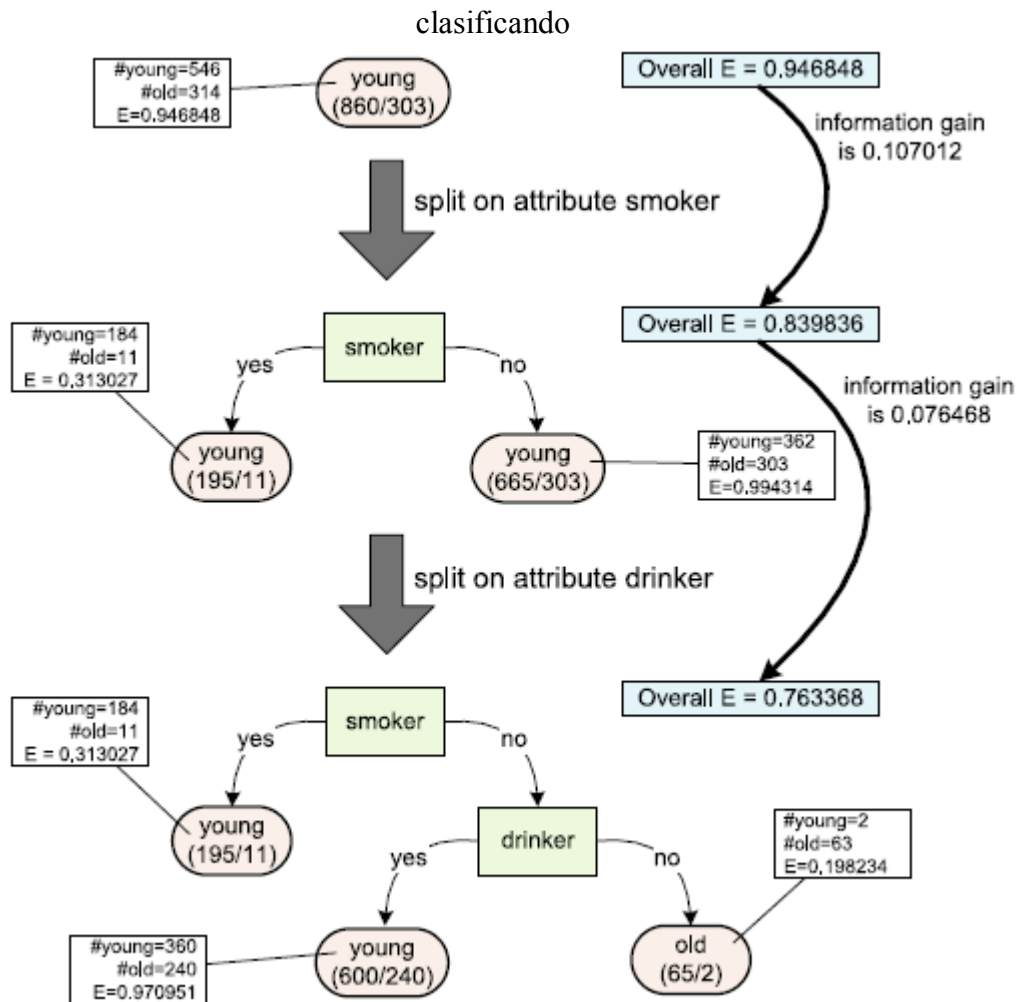 clasificando
#young=546
#old=314
E=0.946848
young
(860/303)
Overall E = 0.946848
information gain
is 0.107012
split on attribute smoker
#young=184
#old=11
E = 0,313027
smoker
yes
no
young
(195/11)
young
(665/303)
#young=362
#old=303
E=0,994314
Overall E = 0.839836
information gain
is 0,076468
split on attribute drinker
#young=184
#old=11
E = 0,313027
smoker
yes
no
Overall E = 0.763368
young
(195/11)
drinker
yes
no
#young=2
#old=63
E=0,198234
#young=360
#old=240
E=0.970951
young
(600/240)
old
(65/2)